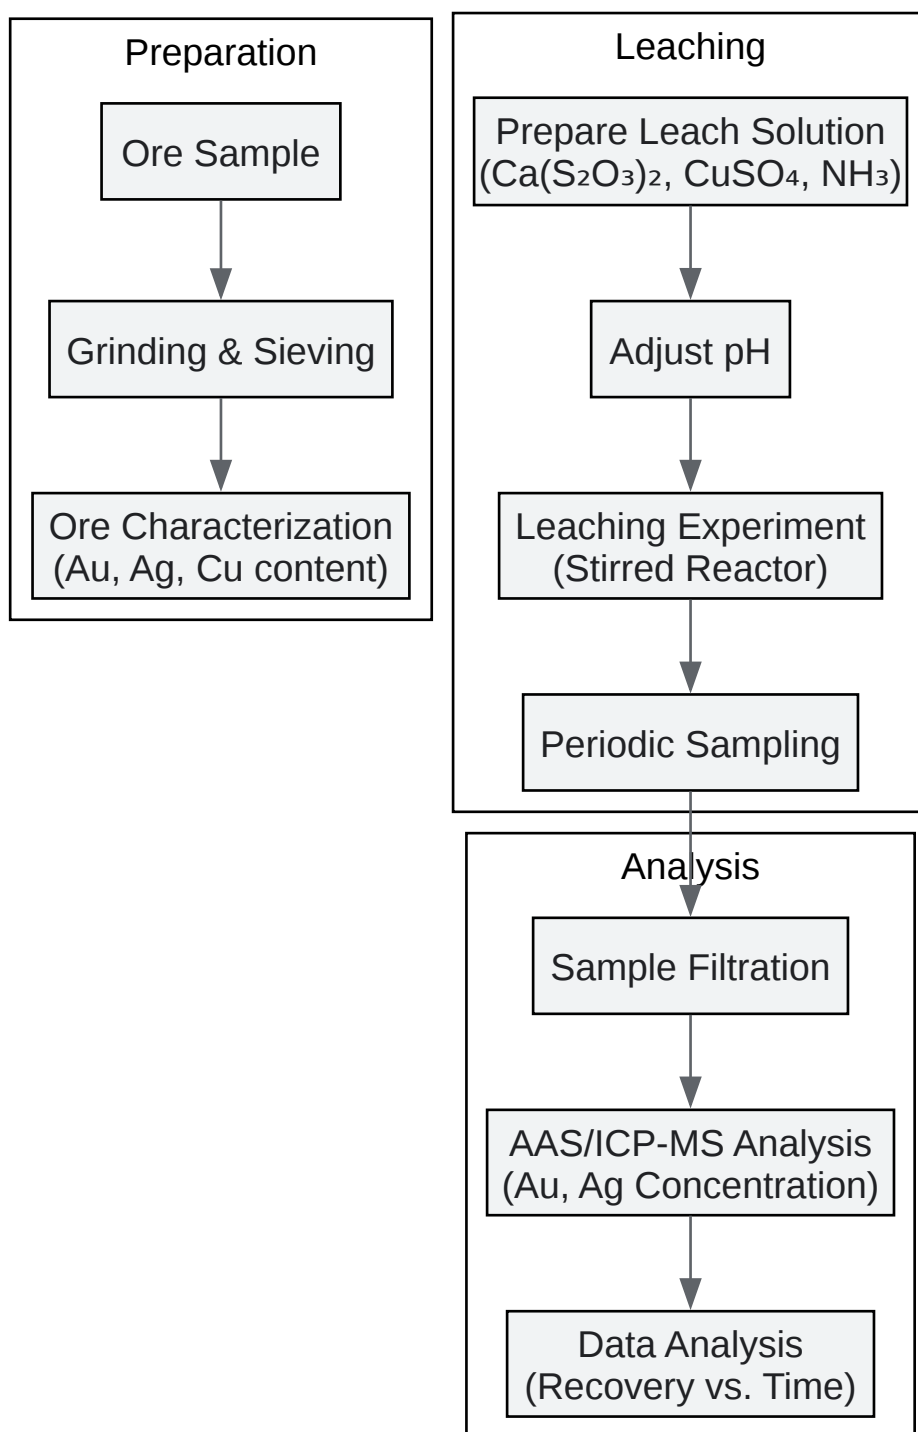 Preparation
Ore Sample
Grinding & Sieving
Ore Characterization
(Au, Ag, Cu content)
Leaching
Prepare Leach Solution
(Ca(S₂O₃)₂, CuSO₄, NH₃)
Adjust pH
Leaching Experiment
(Stirred Reactor)
Periodic Sampling
Analysis
Sample Filtration
AAS/ICP-MS Analysis
(Au, Ag Concentration)
Data Analysis
(Recovery vs. Time)